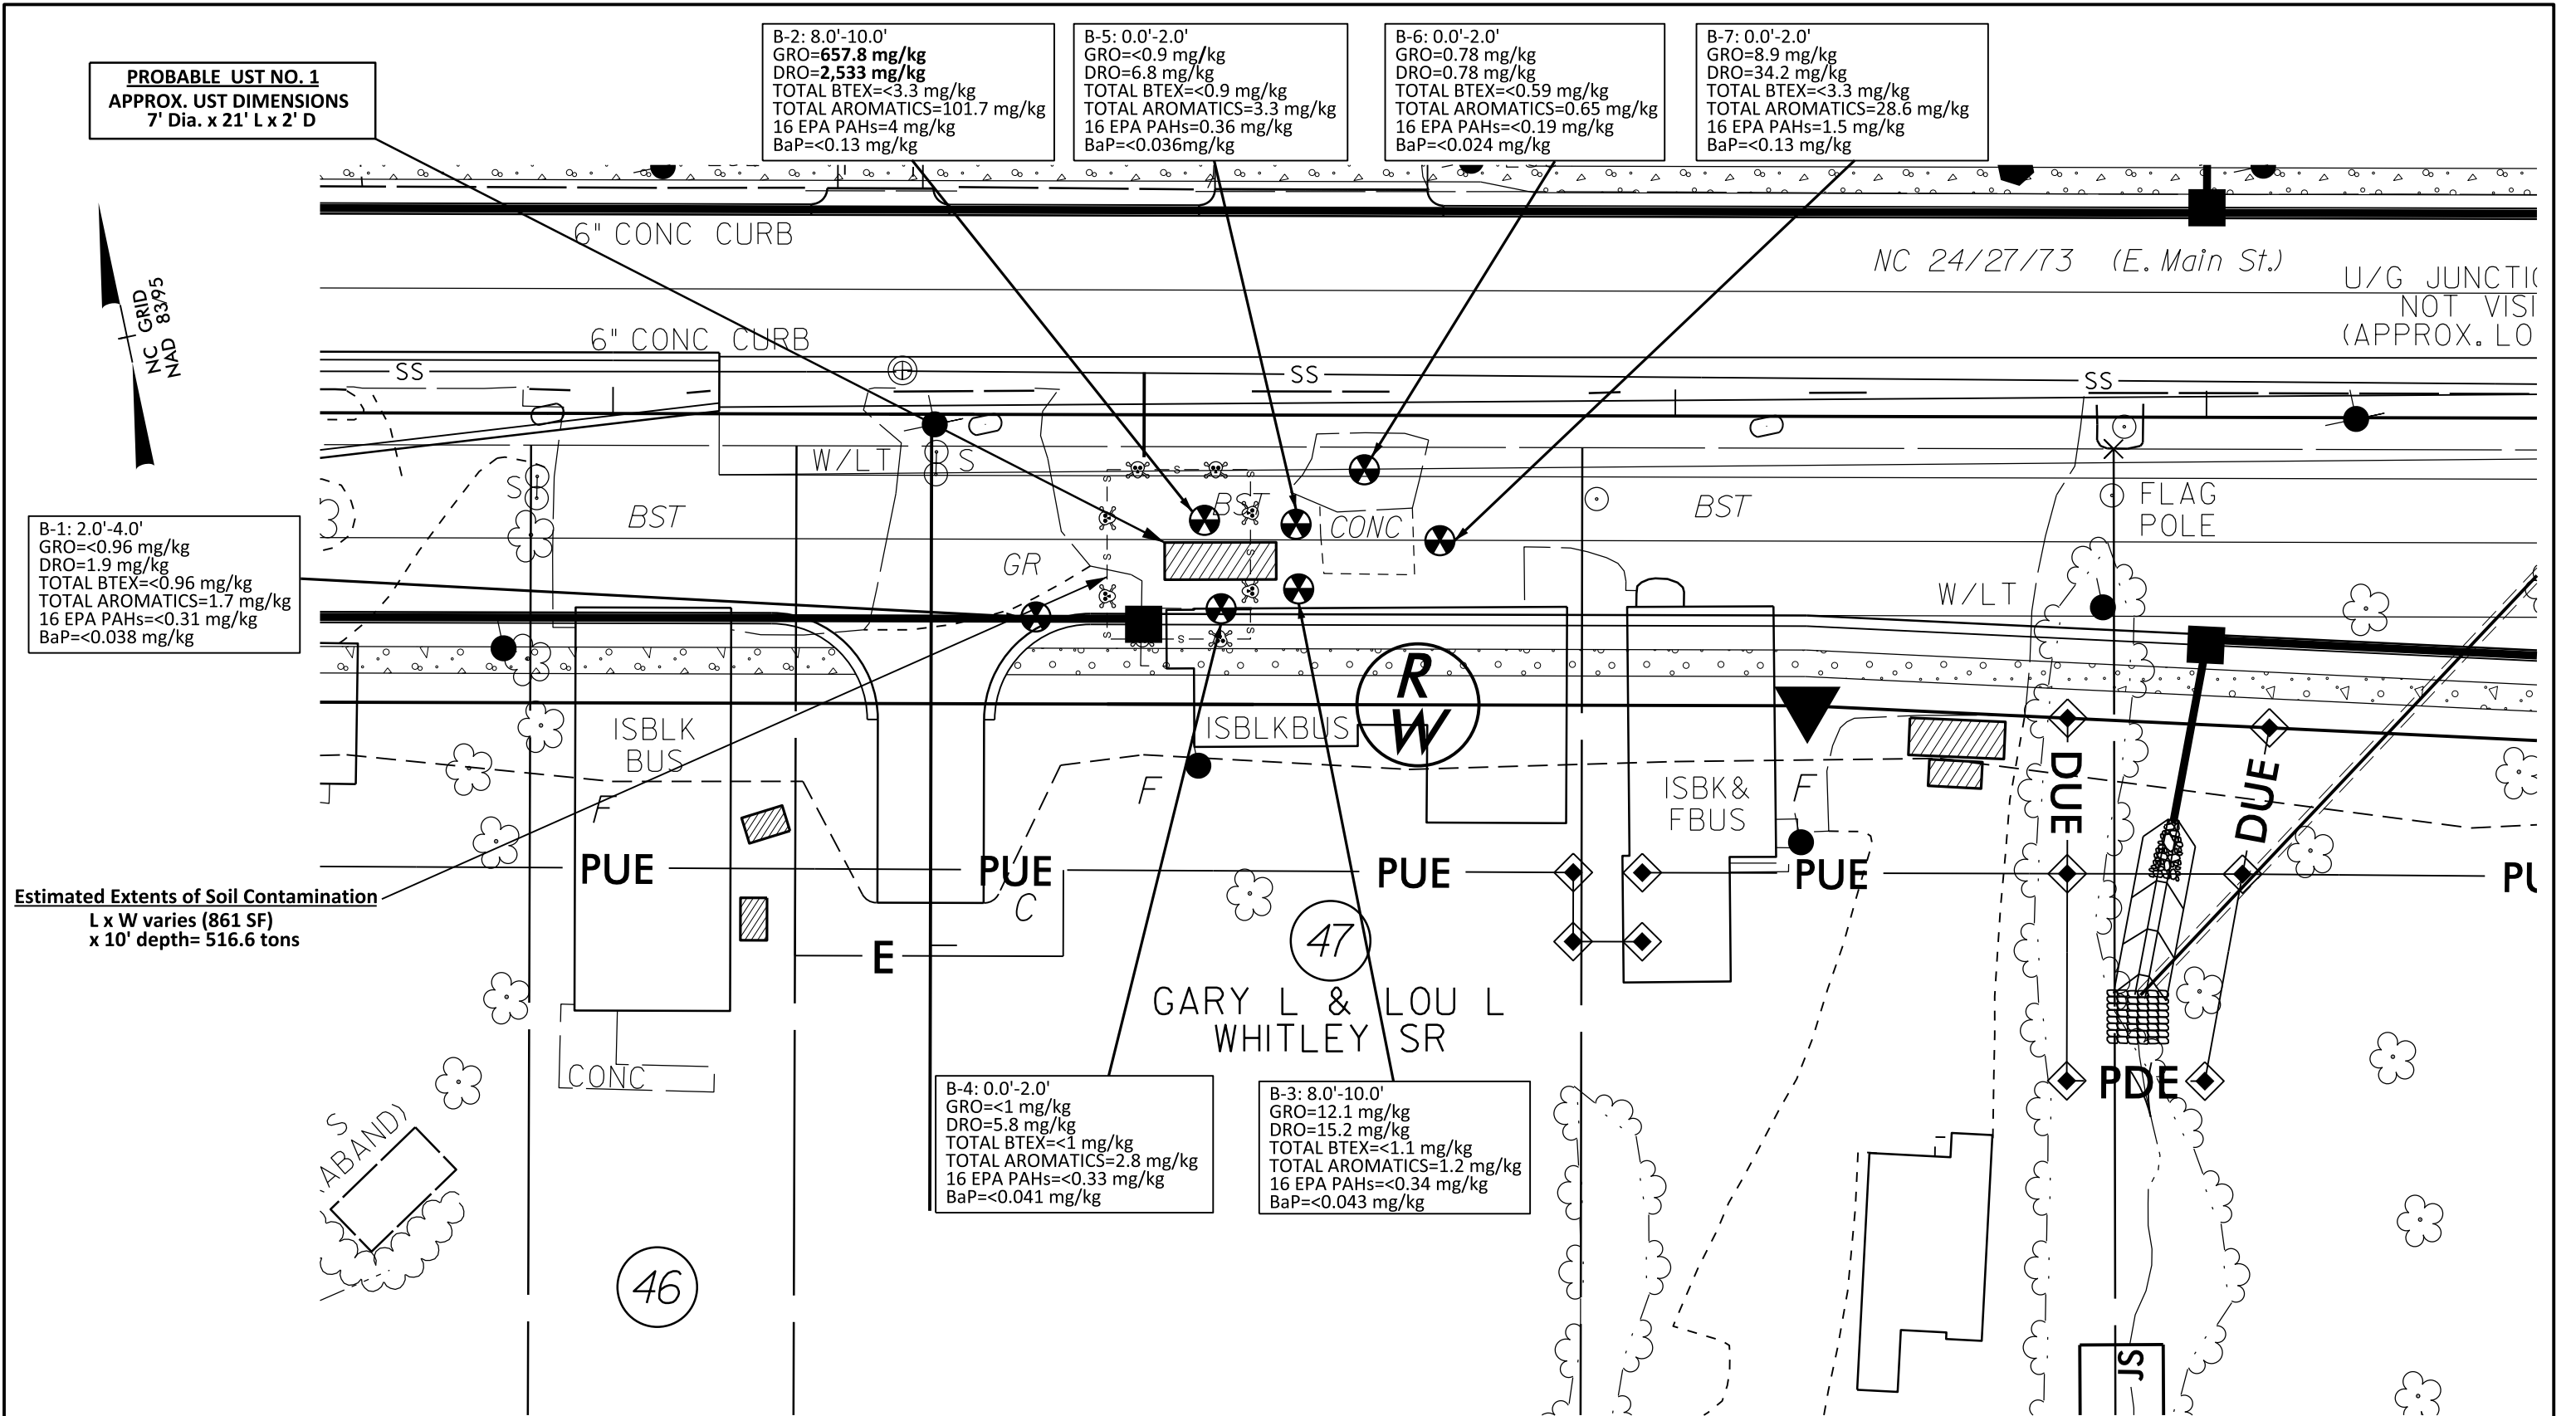 PROBABLE UST NO. 1
APPROX. UST DIMENSIONS
7' Dia. x 21' L x 2' D
B-2: 8.0'-10.0'
GRO=657.8 mg/kg
DRO=2,533 mg/kg
TOTAL BTEX=<3.3 mg/kg
TOTAL AROMATICS=101.7 mg/kg
16 EPA PAHs=4 mg/kg
BaP=<0.13 mg/kg
B-5: 0.0'-2.0'
GRO=<0.9 mg/kg
DRO=6.8 mg/kg
TOTAL BTEX=<0.9 mg/kg
TOTAL AROMATICS=3.3 mg/kg
16 EPA PAHs=0.36 mg/kg
BaP=<0.036mg/kg
B-6: 0.0'-2.0'
GRO=0.78 mg/kg
DRO=0.78 mg/kg
TOTAL BTEX=<0.59 mg/kg
TOTAL AROMATICS=0.65 mg/kg
16 EPA PAHs=<0.19 mg/kg
BaP=<0.024 mg/kg
B-7: 0.0'-2.0'
GRO=8.9 mg/kg
DRO=34.2 mg/kg
TOTAL BTEX=<3.3 mg/kg
TOTAL AROMATICS=28.6 mg/kg
16 EPA PAHs=1.5 mg/kg
BaP=<0.13 mg/kg
6" CONC CURB
NC 24/27/73 (E. Main St.)
U/G JUNCTI
NOT VISI
(APPROX. LO
NC GRID
NAD 83/95
6" CONC CURB
SS
SS
SS
W/LT
S
S
BST
BST
BST
FLAG
POLE
CONC
GR
W/LT
B-1: 2.0'-4.0'
GRO=<0.96 mg/kg
DRO=1.9 mg/kg
TOTAL BTEX=<0.96 mg/kg
TOTAL AROMATICS=1.7 mg/kg
16 EPA PAHs=<0.31 mg/kg
BaP=<0.038 mg/kg
R
W
ISBLK
BUS
ISBLKBUS
ISBK&
FBUS
F
F
F
DUE
DUE
PUE
PUE
PUE
PUE
PU
C
E
Estimated Extents of Soil Contamination
L x W varies (861 SF)
x 10' depth= 516.6 tons
47
GARY L & LOU L
WHITLEY SR
CONC
PDE
B-4: 0.0'-2.0'
GRO=<1 mg/kg
DRO=5.8 mg/kg
TOTAL BTEX=<1 mg/kg
TOTAL AROMATICS=2.8 mg/kg
16 EPA PAHs=<0.33 mg/kg
BaP=<0.041 mg/kg
B-3: 8.0'-10.0'
GRO=12.1 mg/kg
DRO=15.2 mg/kg
TOTAL BTEX=<1.1 mg/kg
TOTAL AROMATICS=1.2 mg/kg
16 EPA PAHs=<0.34 mg/kg
BaP=<0.043 mg/kg
S
ABAND)
46
JS